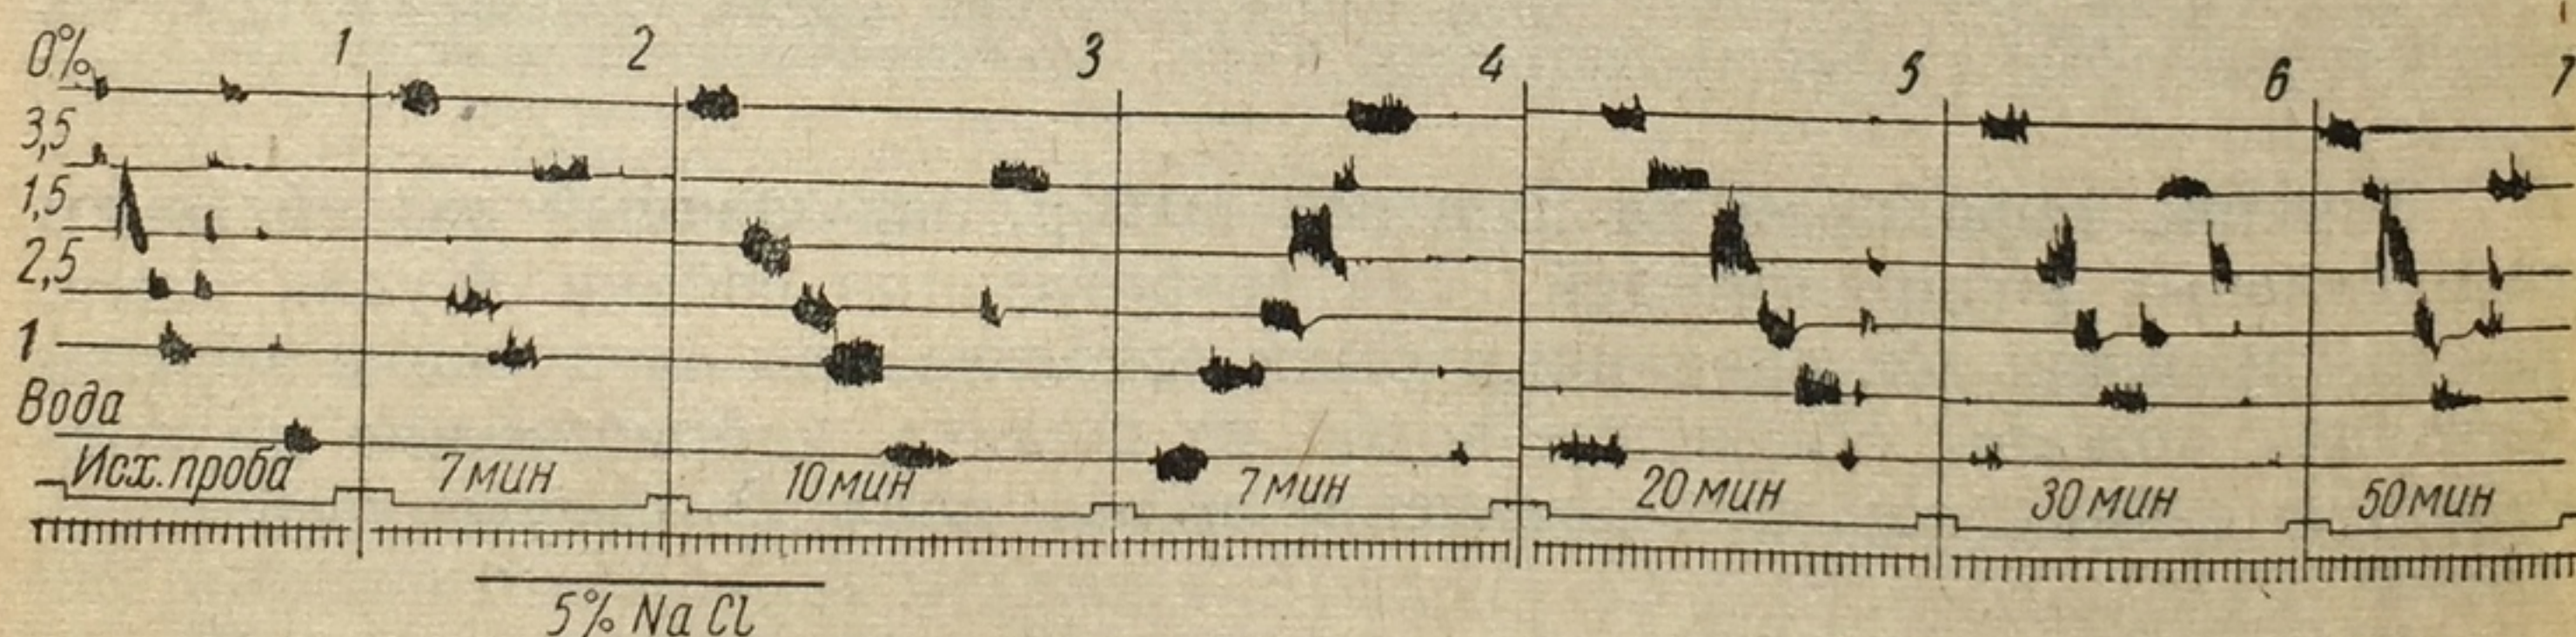 0% 1 2 3 4 5 6 7
3,5
1,5
2,5
1
Вода
Исх. проба 7 мин 10 мин 7 мин 20 мин 30 мин 50 мин
5% NaCl